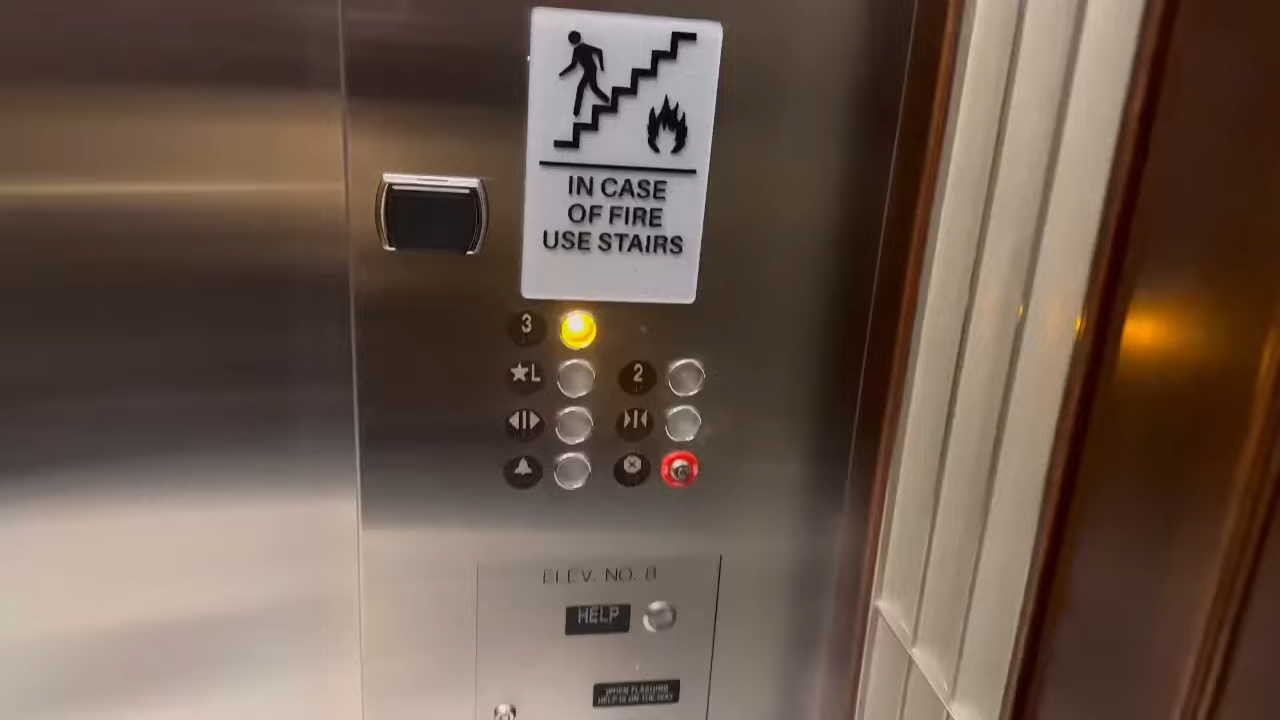 IN CASE
OF FIRE
USE STAIRS
3
★L 2
ELEV. NO. 8
HELP
WHEN FLASHING
HELP IS ON THE WAY